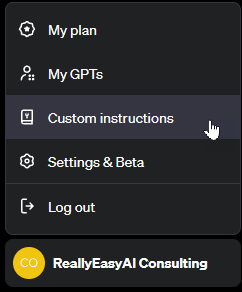 My plan
My GPTs
Custom instructions
Settings & Beta
Log out
CO
ReallyEasyAI Consulting